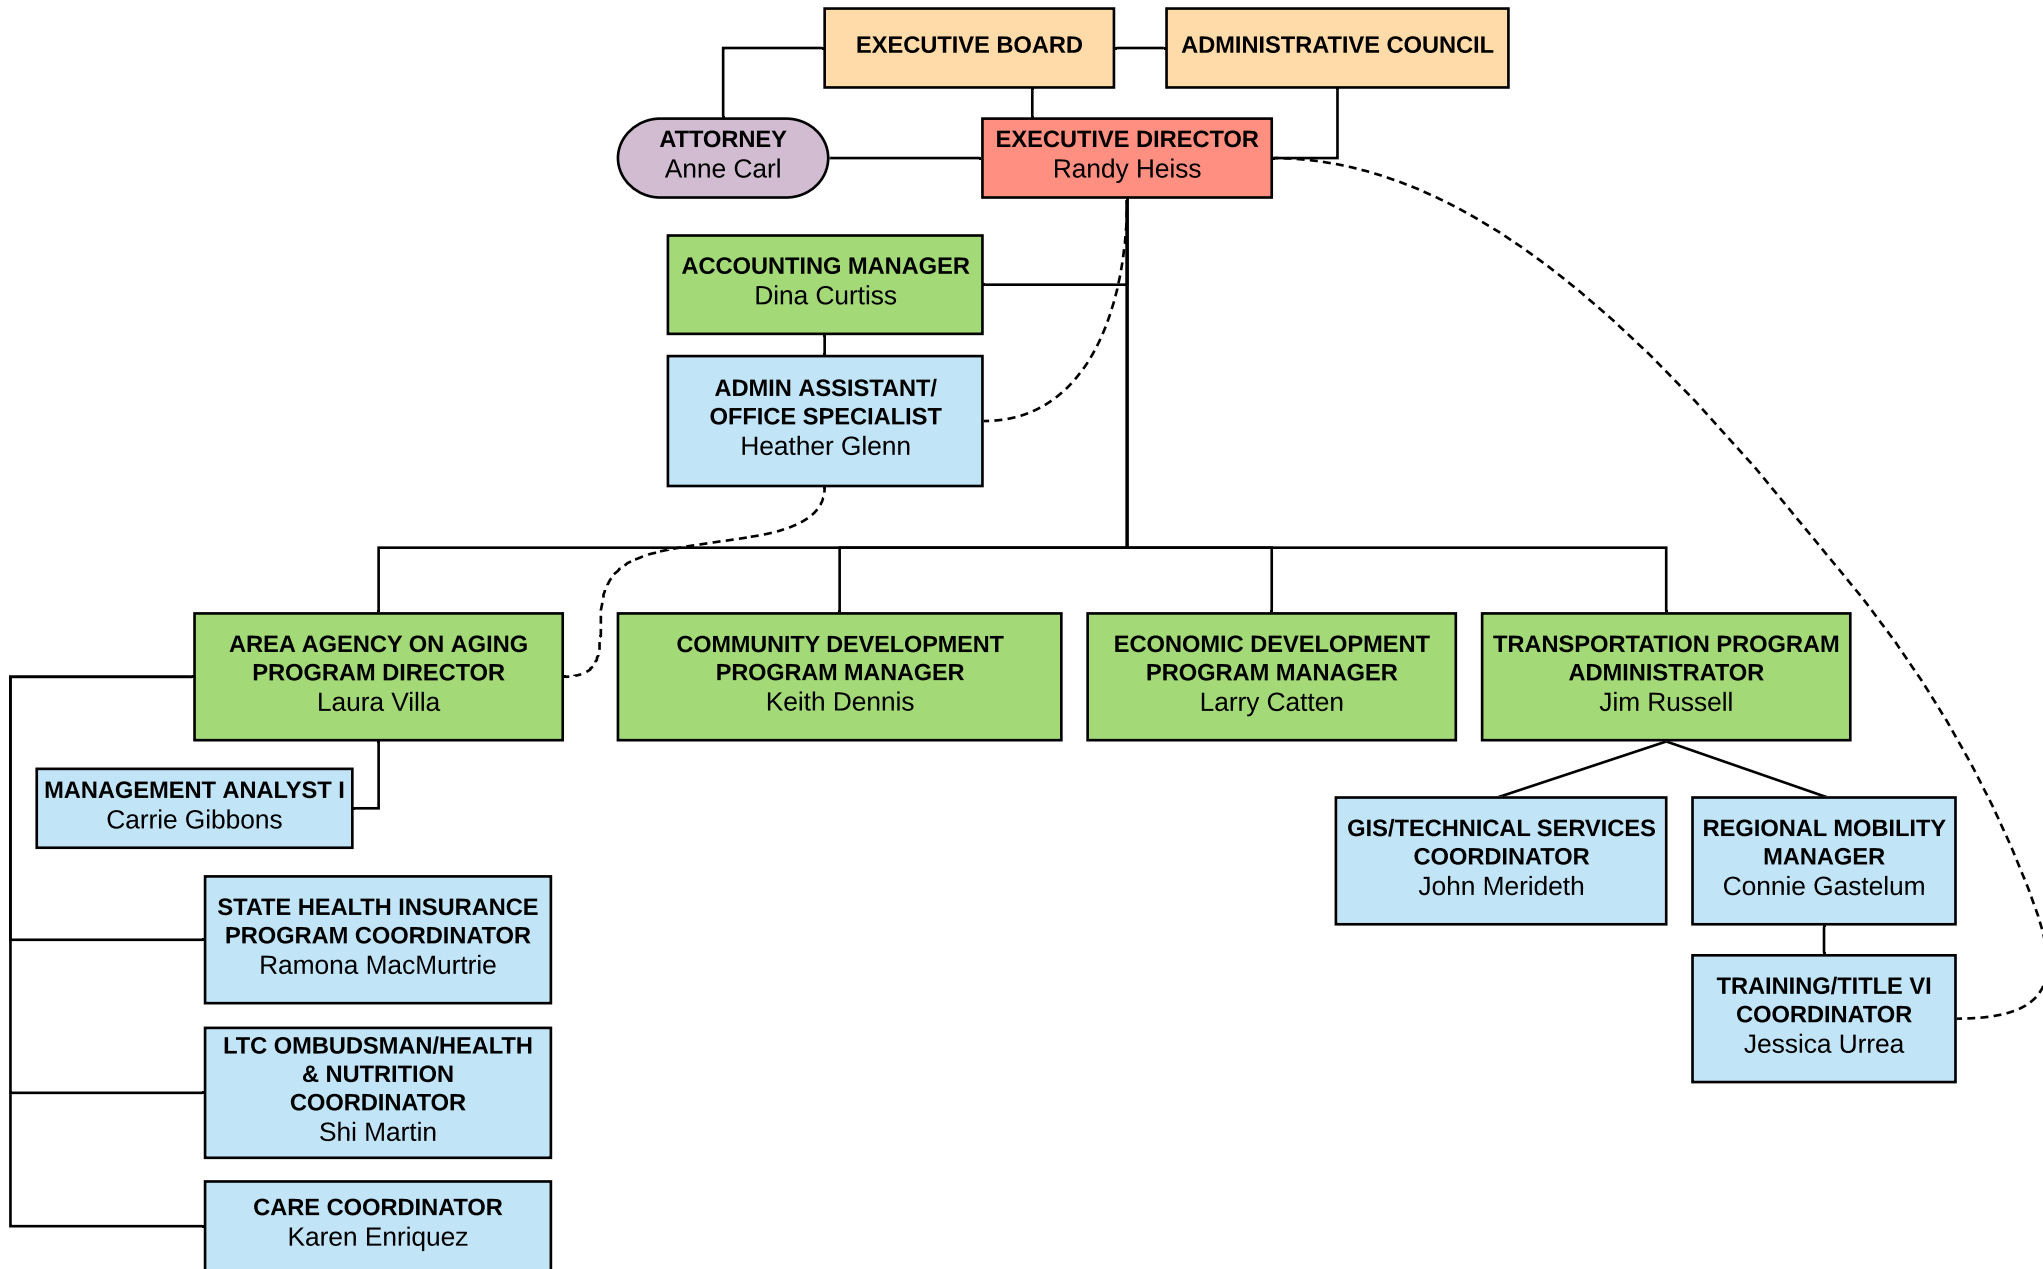 EXECUTIVE BOARD
ADMINISTRATIVE COUNCIL
ATTORNEY
Anne Carl
EXECUTIVE DIRECTOR
Randy Heiss
ACCOUNTING MANAGER
Dina Curtiss
ADMIN ASSISTANT/
OFFICE SPECIALIST
Heather Glenn
AREA AGENCY ON AGING
PROGRAM DIRECTOR
Laura Villa
COMMUNITY DEVELOPMENT
PROGRAM MANAGER
Keith Dennis
ECONOMIC DEVELOPMENT
PROGRAM MANAGER
Larry Catten
TRANSPORTATION PROGRAM
ADMINISTRATOR
Jim Russell
MANAGEMENT ANALYST I
Carrie Gibbons
GIS/TECHNICAL SERVICES
COORDINATOR
John Merideth
REGIONAL MOBILITY
MANAGER
Connie Gastelum
STATE HEALTH INSURANCE
PROGRAM COORDINATOR
Ramona MacMurtrie
TRAINING/TITLE VI
COORDINATOR
Jessica Urrea
LTC OMBUDSMAN/HEALTH
& NUTRITION
COORDINATOR
Shi Martin
CARE COORDINATOR
Karen Enriquez